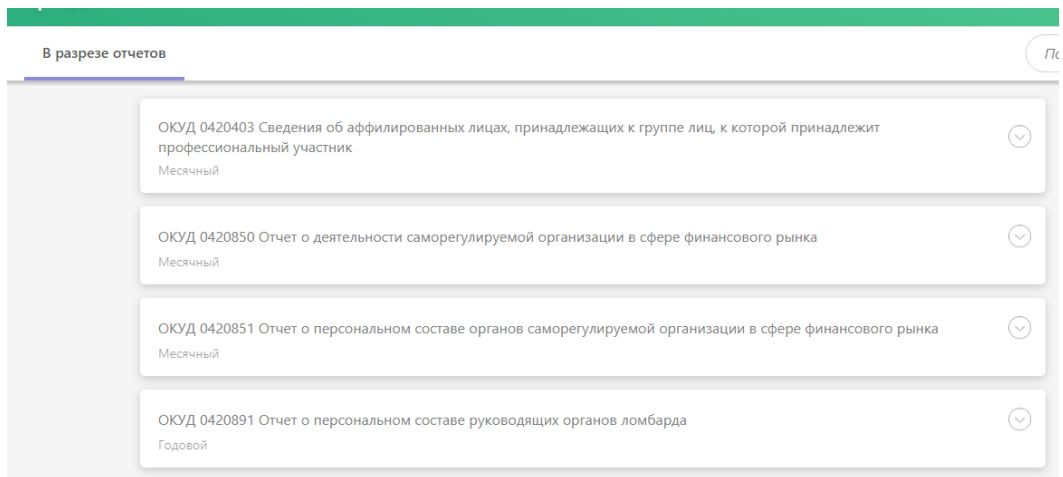 В разрезе отчетов
ОКУД 0420403 Сведения об аффилированных лицах, принадлежащих к группе лиц, к которой принадлежит
профессиональный участник
Месячный
ОКУД 0420850 Отчет о деятельности саморегулируемой организации в сфере финансового рынка
Месячный
ОКУД 0420851 Отчет о персональном составе органов саморегулируемой организации в сфере финансового рынка
Месячный
ОКУД 0420891 Отчет о персональном составе руководящих органов ломбарда
Годовой